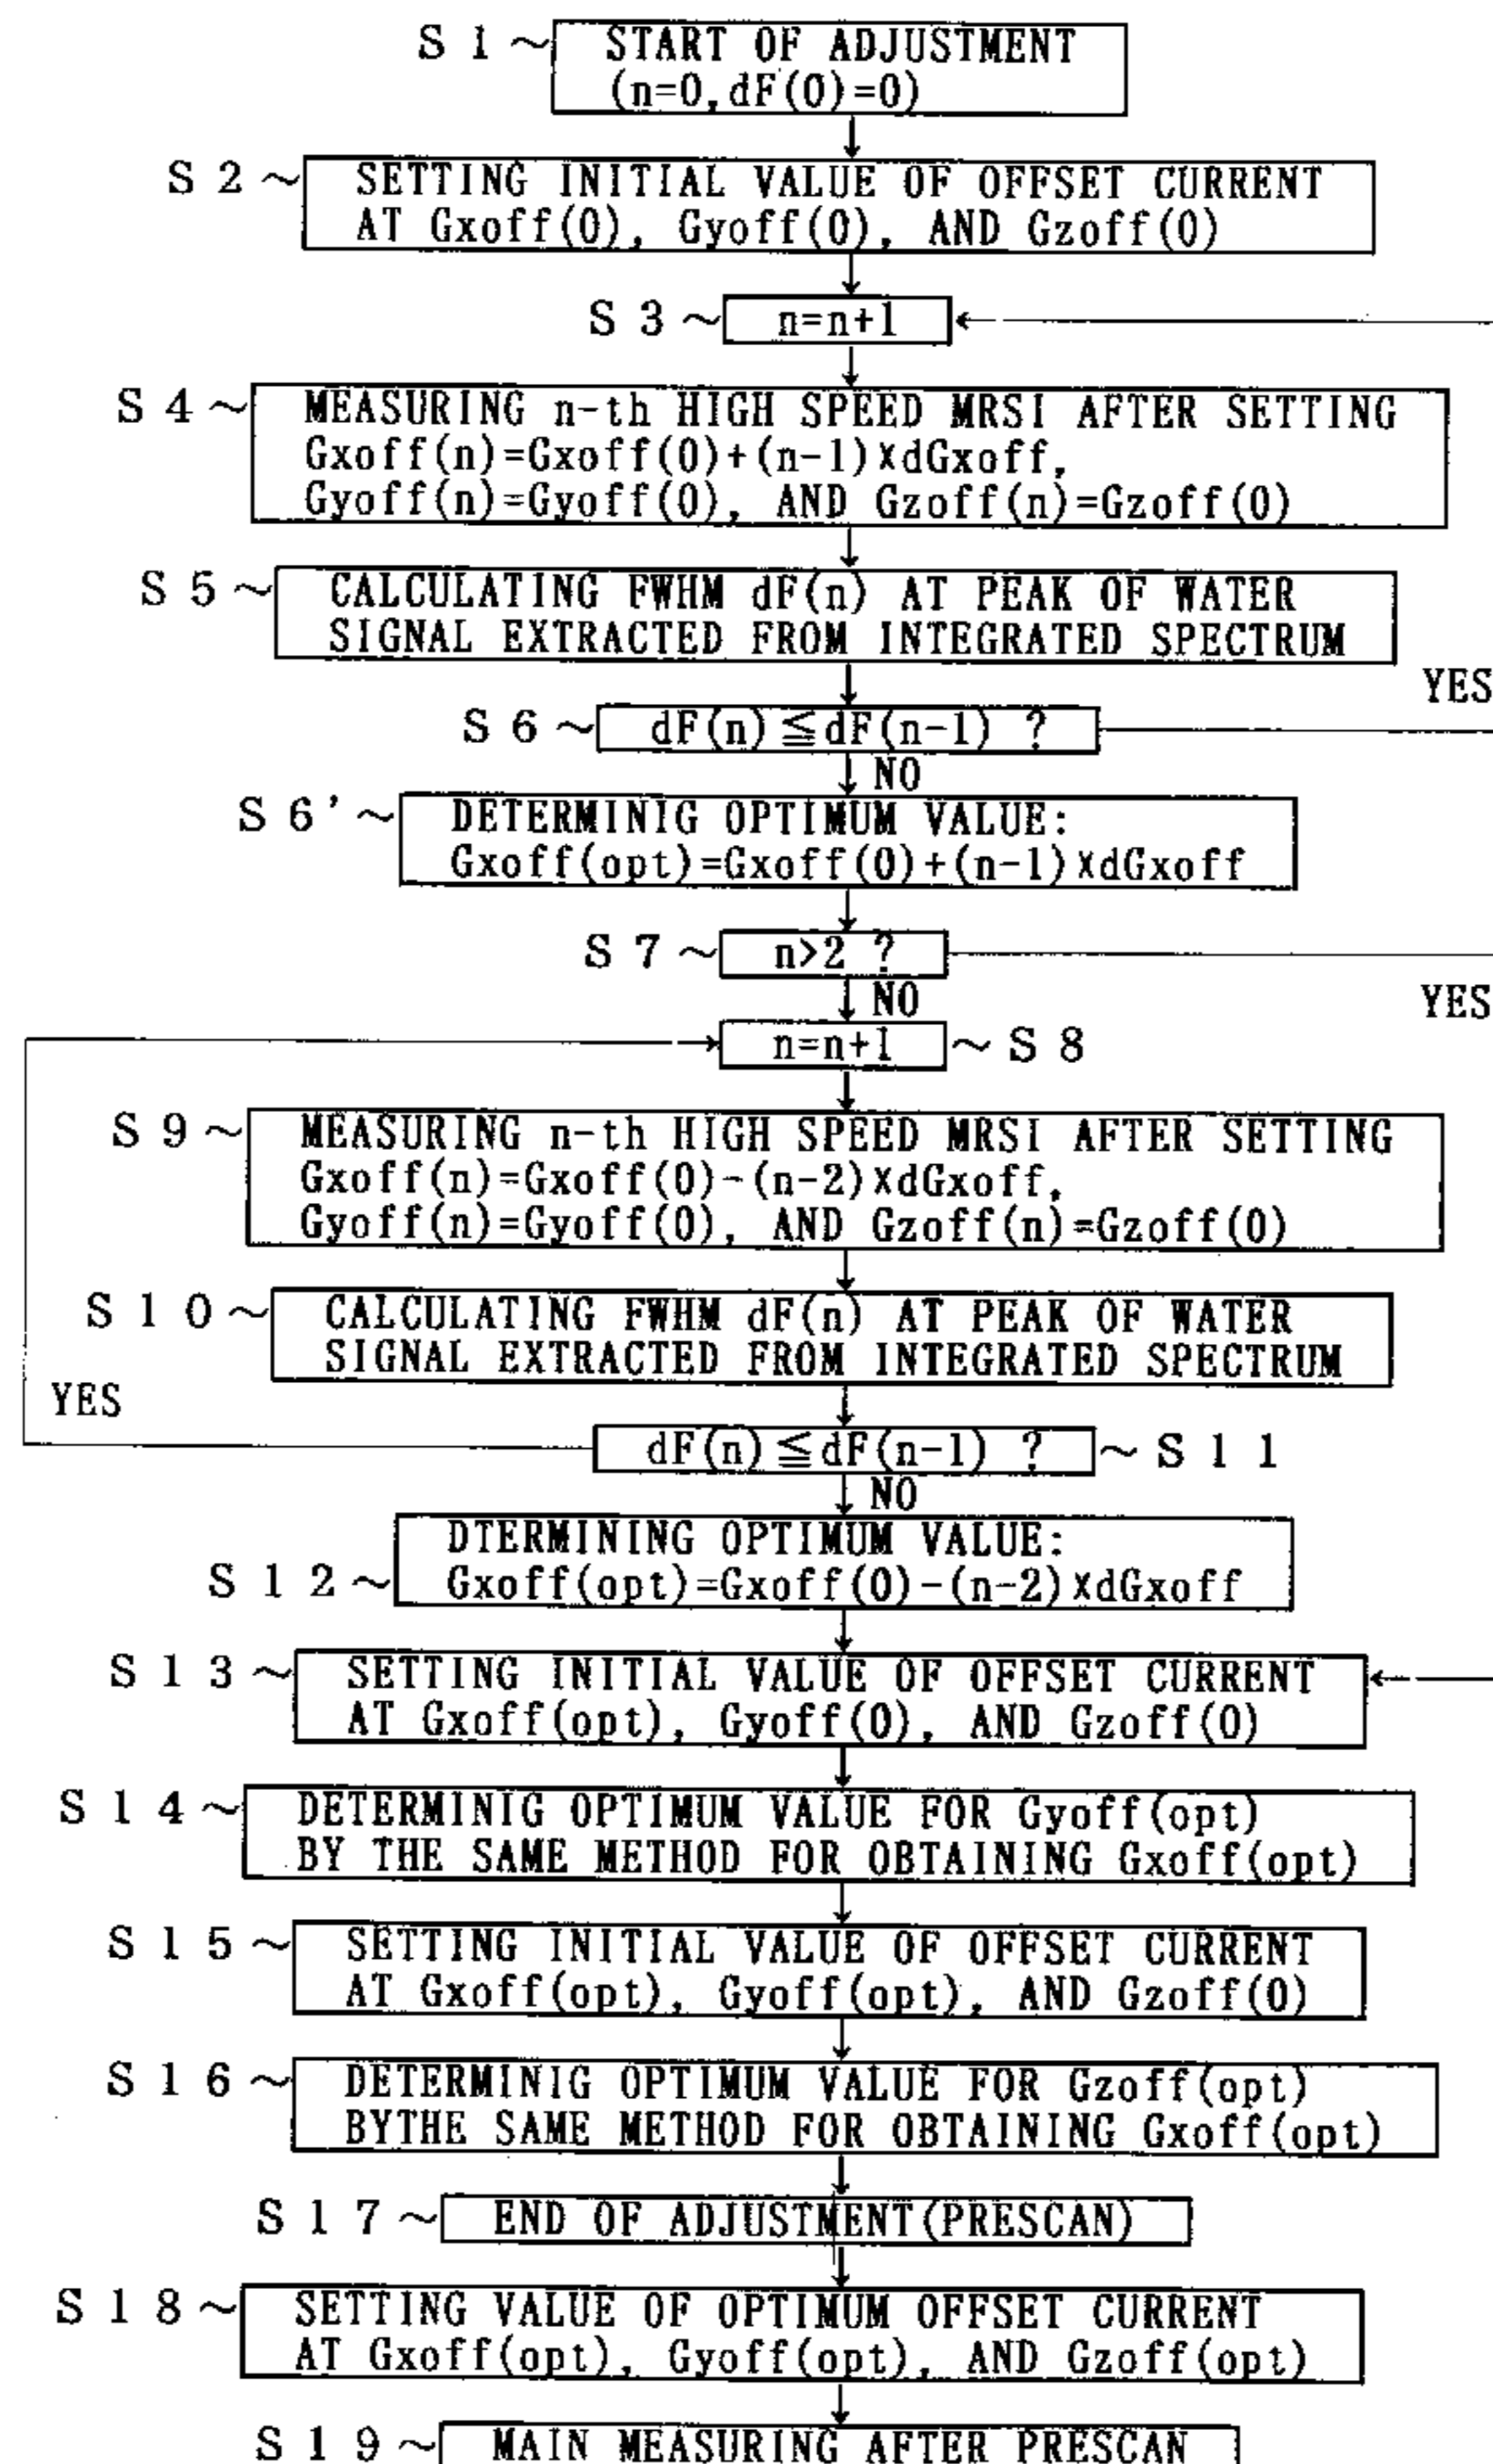 S 1 ~ START OF ADJUSTMENT
(n=0,dF(0)=0)
S 2 ~ SETTING INITIAL VALUE OF OFFSET CURRENT
AT Gxoff(0), Gyoff(0), AND Gzoff(0)
S 3 ~ n=n+1
S 4 ~ MEASURING n-th HIGH SPEED MRSI AFTER SETTING
Gxoff(n)=Gxoff(0)+(n-1)XdGxoff,
Gyoff(n)=Gyoff(0), AND Gzoff(n)=Gzoff(0)
S 5 ~ CALCULATING FWHM dF(n) AT PEAK OF WATER
SIGNAL EXTRACTED FROM INTEGRATED SPECTRUM
YES
S 6 ~ dF(n)≦dF(n-1) ?
NO
S 6' ~ DETERMINIG OPTIMUM VALUE:
Gxoff(opt)=Gxoff(0)+(n-1)XdGxoff
S 7 ~ n>2 ?
NO
YES
n=n+1 ~ S 8
S 9 ~ MEASURING n-th HIGH SPEED MRSI AFTER SETTING
Gxoff(n)=Gxoff(0)-(n-2)XdGxoff,
Gyoff(n)=Gyoff(0), AND Gzoff(n)=Gzoff(0)
S 1 0 ~ CALCULATING FWHM dF(n) AT PEAK OF WATER
SIGNAL EXTRACTED FROM INTEGRATED SPECTRUM
YES
dF(n)≦dF(n-1) ? ~ S 1 1
NO
DTERMINING OPTIMUM VALUE:
S 1 2 ~ Gxoff(opt)=Gxoff(0)-(n-2)XdGxoff
S 1 3 ~ SETTING INITIAL VALUE OF OFFSET CURRENT
AT Gxoff(opt), Gyoff(0), AND Gzoff(0)
S 1 4 ~ DETERMINIG OPTIMUM VALUE FOR Gyoff(opt)
BY THE SAME METHOD FOR OBTAINING Gxoff(opt)
S 1 5 ~ SETTING INITIAL VALUE OF OFFSET CURRENT
AT Gxoff(opt), Gyoff(opt), AND Gzoff(0)
S 1 6 ~ DETERMINIG OPTIMUM VALUE FOR Gzoff(opt)
BYTHE SAME METHOD FOR OBTAINING Gxoff(opt)
S 1 7 ~ END OF ADJUSTMENT(PRESCAN)
S 1 8 ~ SETTING VALUE OF OPTIMUM OFFSET CURRENT
AT Gxoff(opt), Gyoff(opt), AND Gzoff(opt)
S 1 9 ~ MAIN MEASURING AFTER PRESCAN